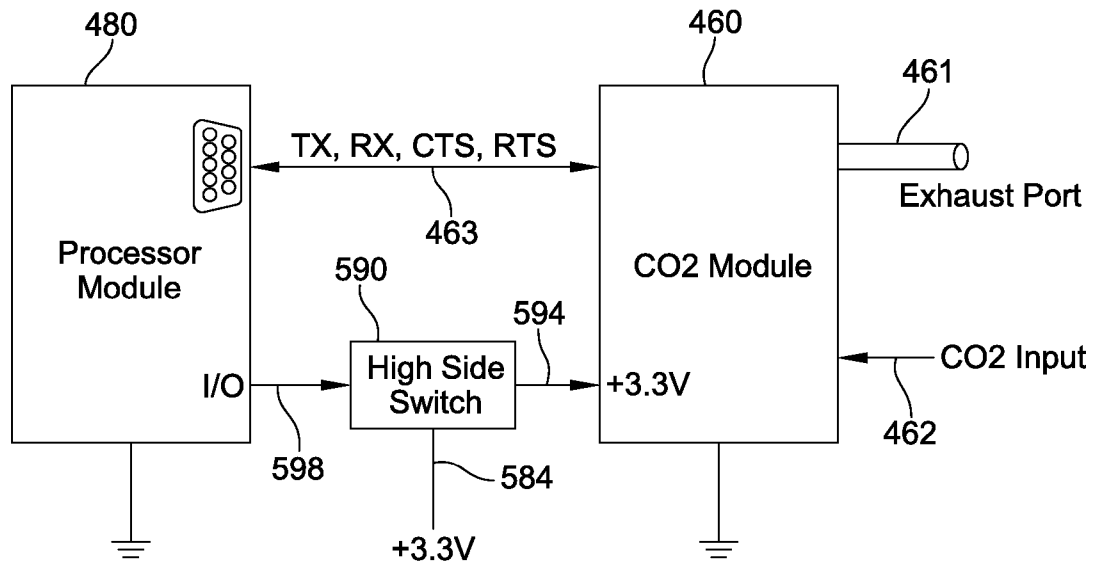 480
460
461
TX, RX, CTS, RTS
463
Exhaust Port
Processor
Module
590
CO2 Module
594
High Side
Switch
I/O
+3.3V
CO2 Input
598
584
462
+3.3V